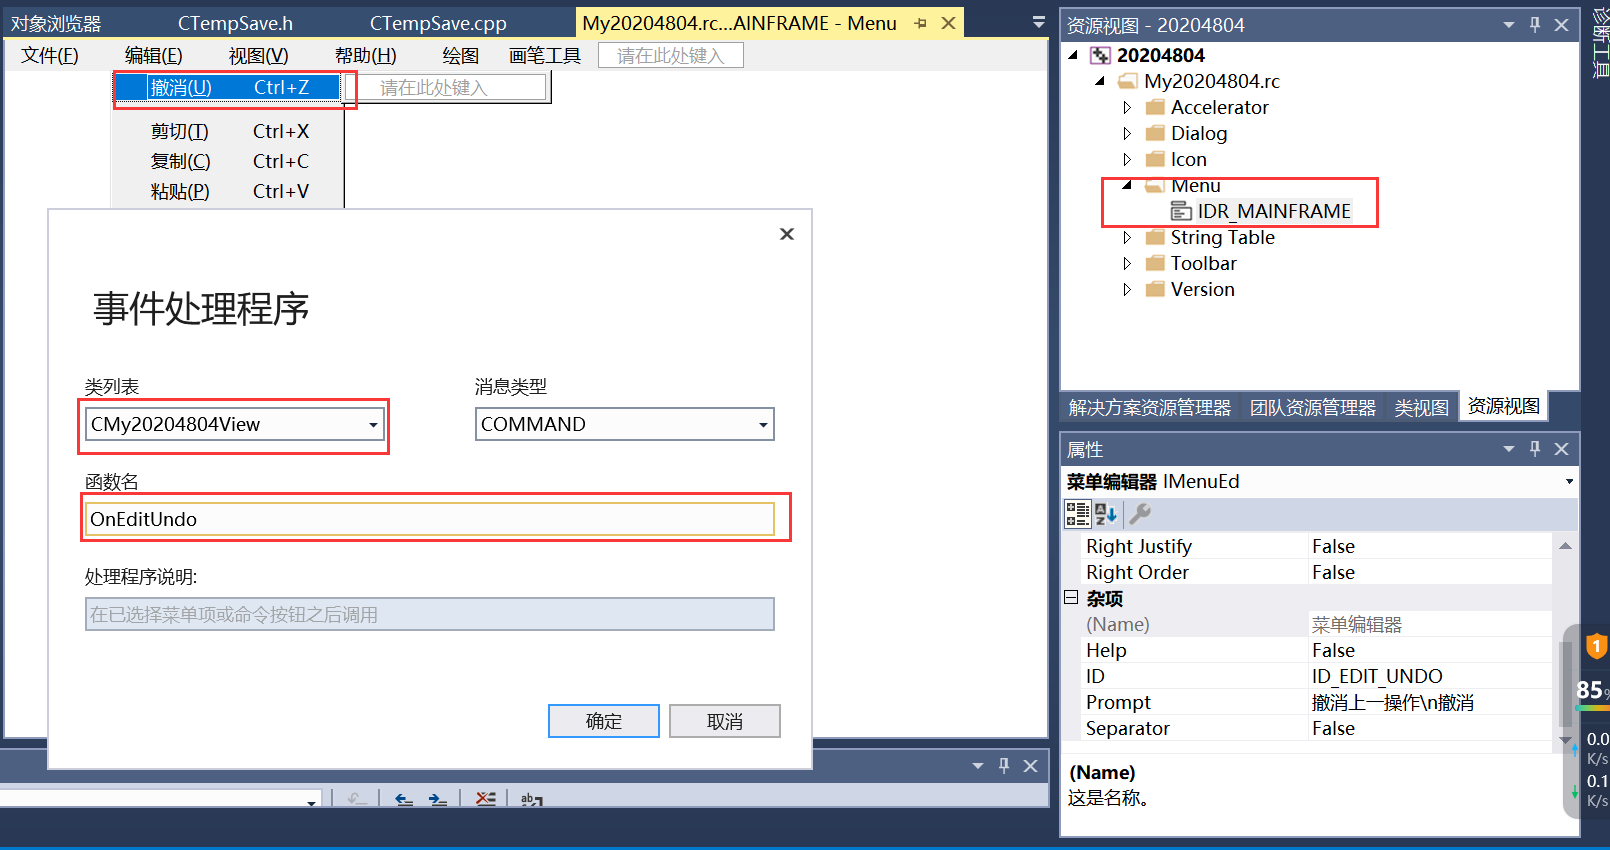 对象浏览器 CTempSave.h CTempSave.cpp My20204804.rc...AINFRAME - Menu
文件(F) 编辑(E) 视图(V) 帮助(H) 绘图 画笔工具 请在此处键入
撤消(U) Ctrl+Z 请在此处键入
剪切(T) Ctrl+X
复制(C) Ctrl+C
粘贴(P) Ctrl+V
事件处理程序
类列表 消息类型
CMy20204804View COMMAND
函数名
OnEditUndo
处理程序说明:
在已选择菜单项或命令按钮之后调用
确定 取消
资源视图 - 20204804
20204804
My20204804.rc
Accelerator
Dialog
Icon
Menu
IDR_MAINFRAME
String Table
Toolbar
Version
解决方案资源管理器 团队资源管理器 类视图 资源视图
属性
菜单编辑器 IMenuEd
Right Justify False
Right Order False
杂项
(Name) 菜单编辑器
Help False
ID ID_EDIT_UNDO
Prompt 撤消上一操作\n撤消
Separator False
(Name)
这是名称。
诊断工具
1
85%
0.0
K/s
0.1
K/s